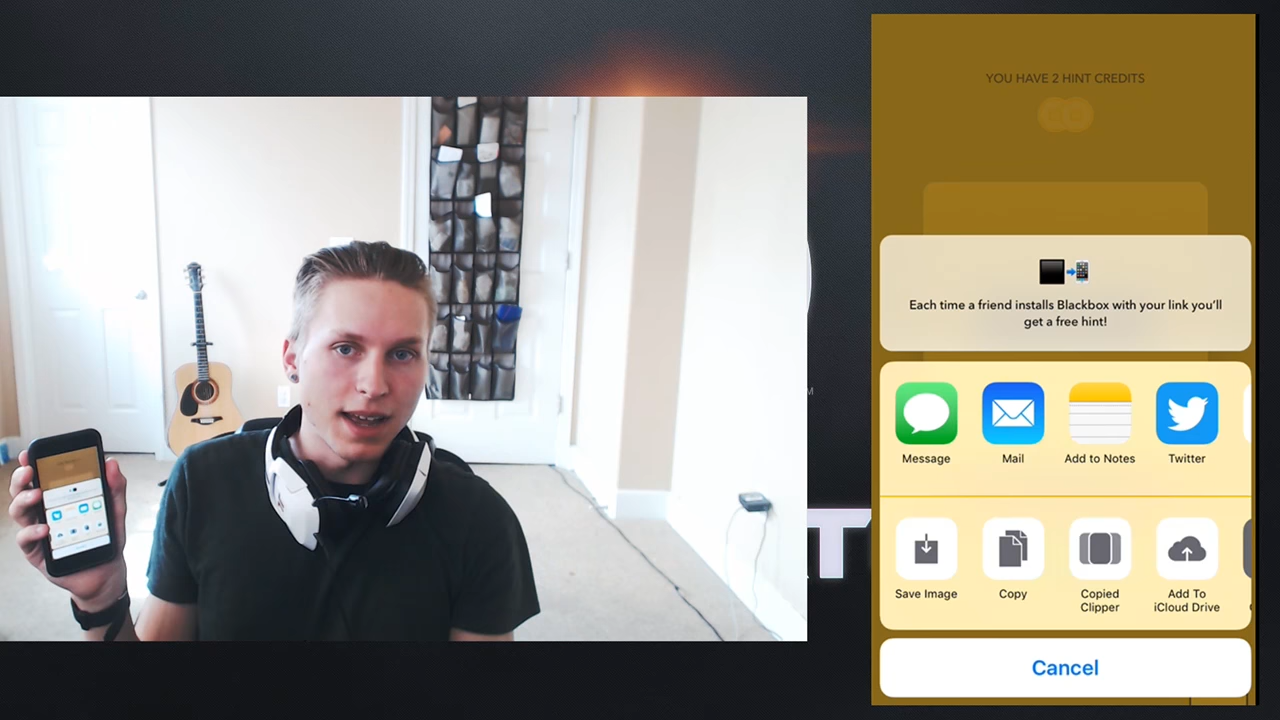 YOU HAVE 2 HINT CREDITS
Each time a friend installs Blackbox with your link you'll
get a free hint!
Message
Mail
Add to Notes
Twitter
Save Image
Copy
Copied
Clipper
Add To
iCloud Drive
Cancel